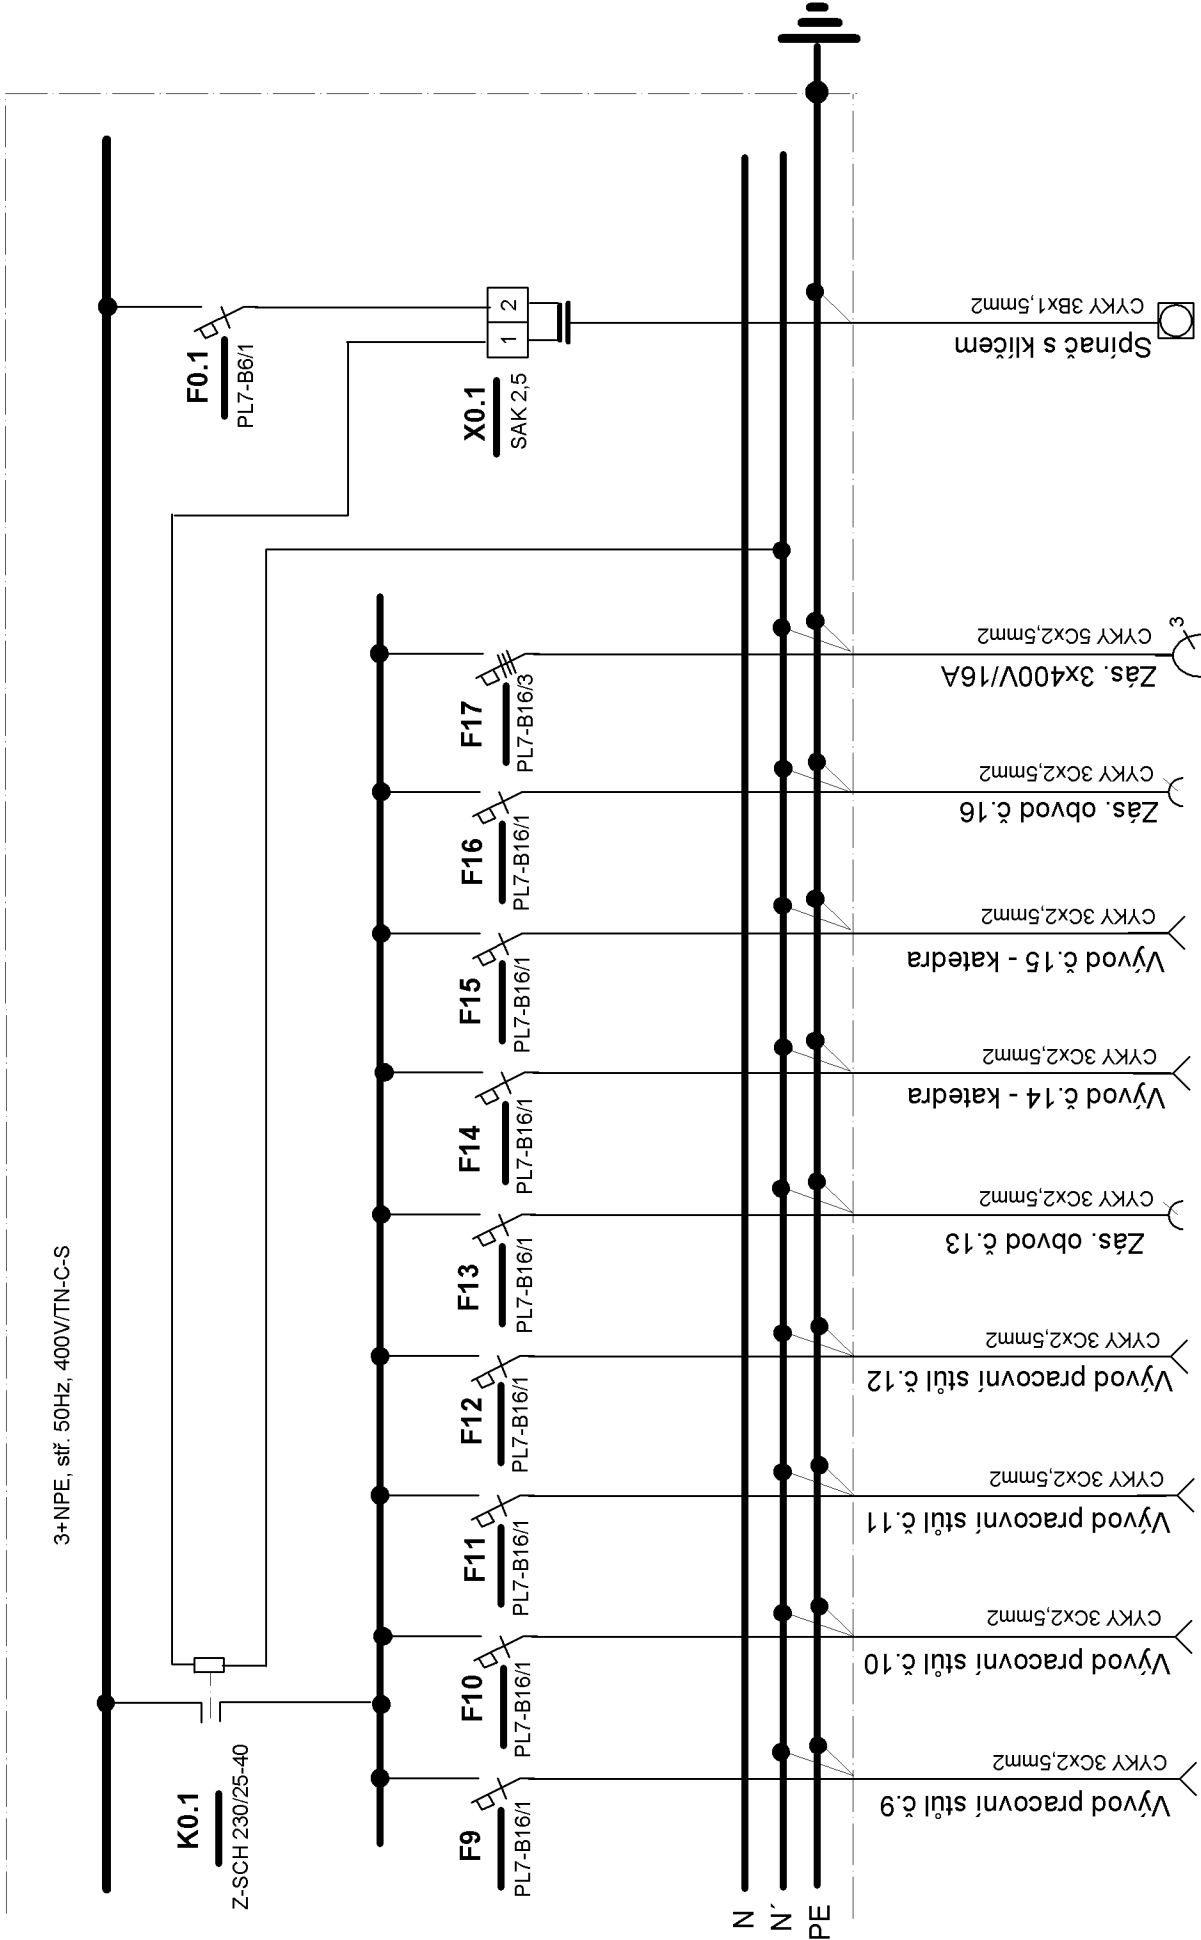 3+NPE, stř. 50Hz, 400V/TN-C-S
K0.1
Z-SCH 230/25-40
F0.1
PL7-B6/1
X0.1
SAK 2,5
1
2
F9
PL7-B16/1
F10
PL7-B16/1
F11
PL7-B16/1
F12
PL7-B16/1
F13
PL7-B16/1
F14
PL7-B16/1
F15
PL7-B16/1
F16
PL7-B16/1
F17
PL7-B16/3
N
N´
PE
CYKY 3Cx2,5mm2
Vývod pracovní stůl č.9
CYKY 3Cx2,5mm2
Vývod pracovní stůl č.10
CYKY 3Cx2,5mm2
Vývod pracovní stůl č.11
CYKY 3Cx2,5mm2
Vývod pracovní stůl č.12
CYKY 3Cx2,5mm2
Zás. obvod č.13
CYKY 3Cx2,5mm2
Vývod č.14 - katedra
CYKY 3Cx2,5mm2
Vývod č.15 - katedra
CYKY 3Cx2,5mm2
Zás. obvod č.16
CYKY 5Cx2,5mm2
Zás. 3x400V/16A
3
CYKY 3Bx1,5mm2
Spínač s klíčem